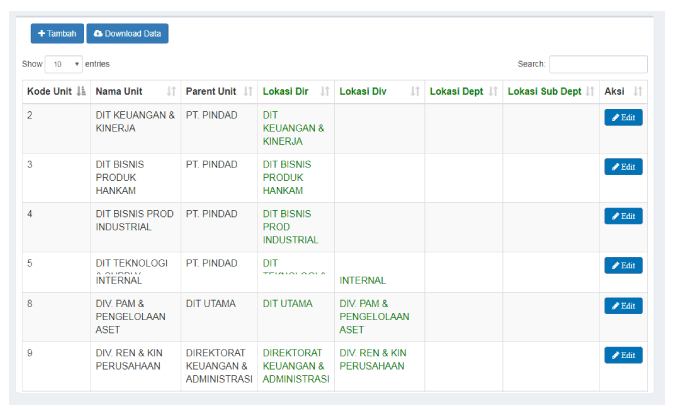 + Tambah Download Data
Show 10 entries Search:
Kode Unit Nama Unit Parent Unit Lokasi Dir Lokasi Div Lokasi Dept Lokasi Sub Dept Aksi
2 DIT KEUANGAN & PT. PINDAD DIT Edit
KINERJA KEUANGAN &
KINERJA
3 DIT BISNIS PT. PINDAD DIT BISNIS Edit
PRODUK PRODUK
HANKAM HANKAM
4 DIT BISNIS PROD PT. PINDAD DIT BISNIS Edit
INDUSTRIAL PROD
INDUSTRIAL
5 DIT TEKNOLOGI PT. PINDAD DIT Edit
INTERNAL INTERNAL
8 DIV. PAM & DIT UTAMA DIT UTAMA DIV. PAM & Edit
PENGELOLAAN PENGELOLAAN
ASET ASET
9 DIV. REN & KIN DIREKTORAT DIREKTORAT DIV. REN & KIN Edit
PERUSAHAAN KEUANGAN & KEUANGAN & PERUSAHAAN
ADMINISTRASI ADMINISTRASI